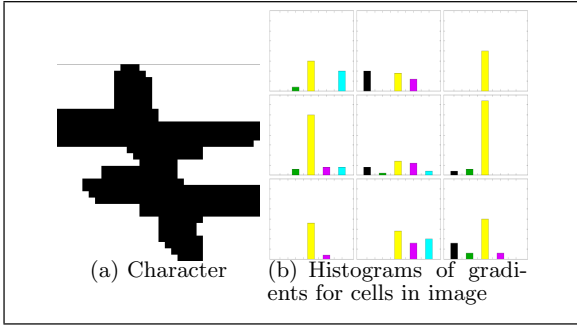 (a) Character
(b) Histograms of gradi-
ents for cells in image